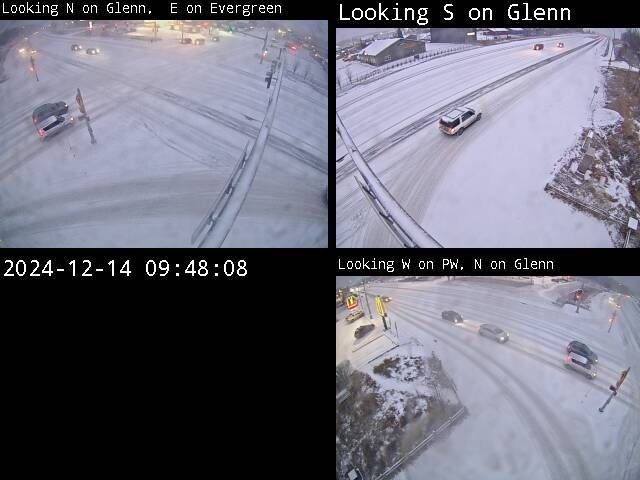 Looking N on Glenn,  E on Evergreen
Looking S on Glenn
2024-12-14 09:48:08
Looking W on PW, N on Glenn